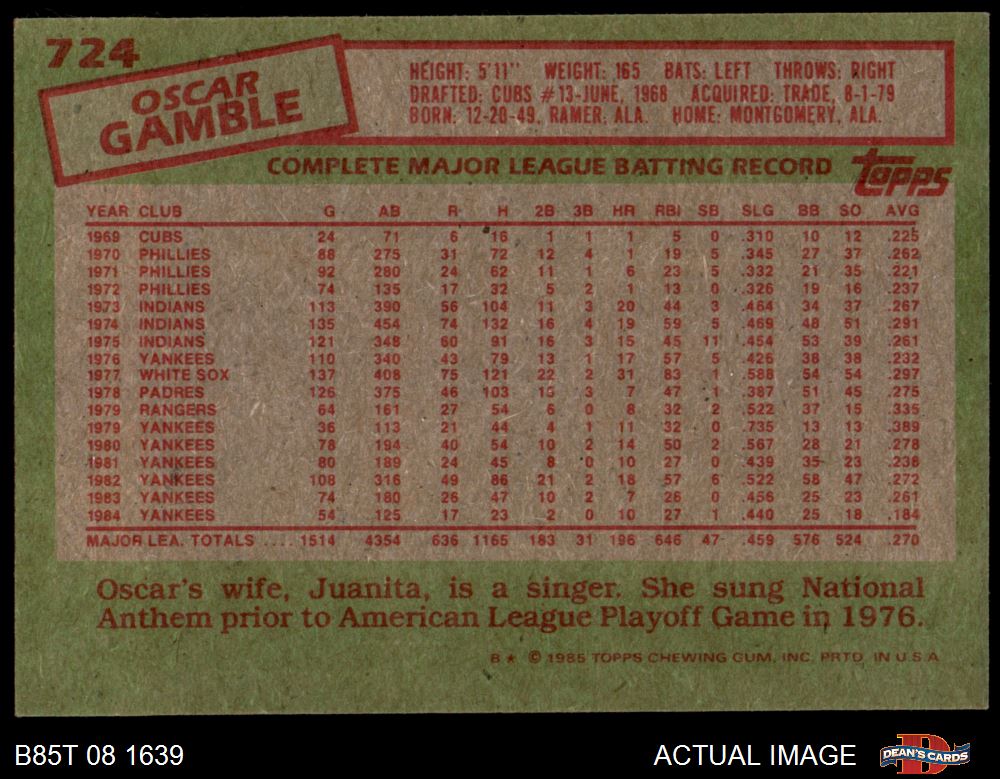 724
OSCAR
GAMBLE
HEIGHT: 5'11" WEIGHT: 165 BATS: LEFT THROWS: RIGHT
DRAFTED: CUBS #13-JUNE, 1968 ACQUIRED: TRADE, 8-1-79
BORN: 12-20-49, RAMER, ALA. HOME: MONTGOMERY, ALA.
COMPLETE MAJOR LEAGUE BATTING RECORD
Topps
YEAR CLUB G AB R H 2B 3B HR RBI SB SLG BB SO AVG
1969 CUBS 24 71 6 16 1 1 1 5 0 .310 10 12 .225
1970 PHILLIES 88 275 31 72 12 4 1 19 5 .345 27 37 .262
1971 PHILLIES 92 280 24 62 11 1 6 23 5 .332 21 35 .221
1972 PHILLIES 74 135 17 32 5 2 1 13 0 .326 19 16 .237
1973 INDIANS 113 390 56 104 11 3 20 44 3 .464 34 37 .267
1974 INDIANS 135 454 74 132 16 4 19 59 5 .469 48 51 .291
1975 INDIANS 121 348 60 91 16 3 15 45 11 .454 53 39 .261
1976 YANKEES 110 340 43 79 13 1 17 57 5 .426 38 38 .232
1977 WHITE SOX 137 408 75 121 22 2 31 83 1 .588 54 54 .297
1978 PADRES 126 375 46 103 15 3 7 47 1 .387 51 45 .275
1979 RANGERS 64 161 27 54 6 0 8 32 2 .522 37 15 .335
1979 YANKEES 36 113 21 44 4 1 11 32 0 .735 13 13 .389
1980 YANKEES 78 194 40 54 10 2 14 50 2 .567 28 21 .278
1981 YANKEES 80 189 24 45 8 0 10 27 0 .439 35 23 .238
1982 YANKEES 108 316 49 86 21 2 18 57 6 .522 58 47 .272
1983 YANKEES 74 180 26 47 10 2 7 26 0 .456 25 23 .261
1984 YANKEES 54 125 17 23 2 0 10 27 1 .440 25 18 .184
MAJOR LEA. TOTALS .... 1514 4354 636 1165 183 31 196 646 47 .459 576 524 .270
Oscar's wife, Juanita, is a singer. She sung National
Anthem prior to American League Playoff Game in 1976.
B★ © 1985 TOPPS CHEWING GUM, INC. PRTD. IN U.S.A.
B85T 08 1639
ACTUAL IMAGE
DEAN'S CARDS